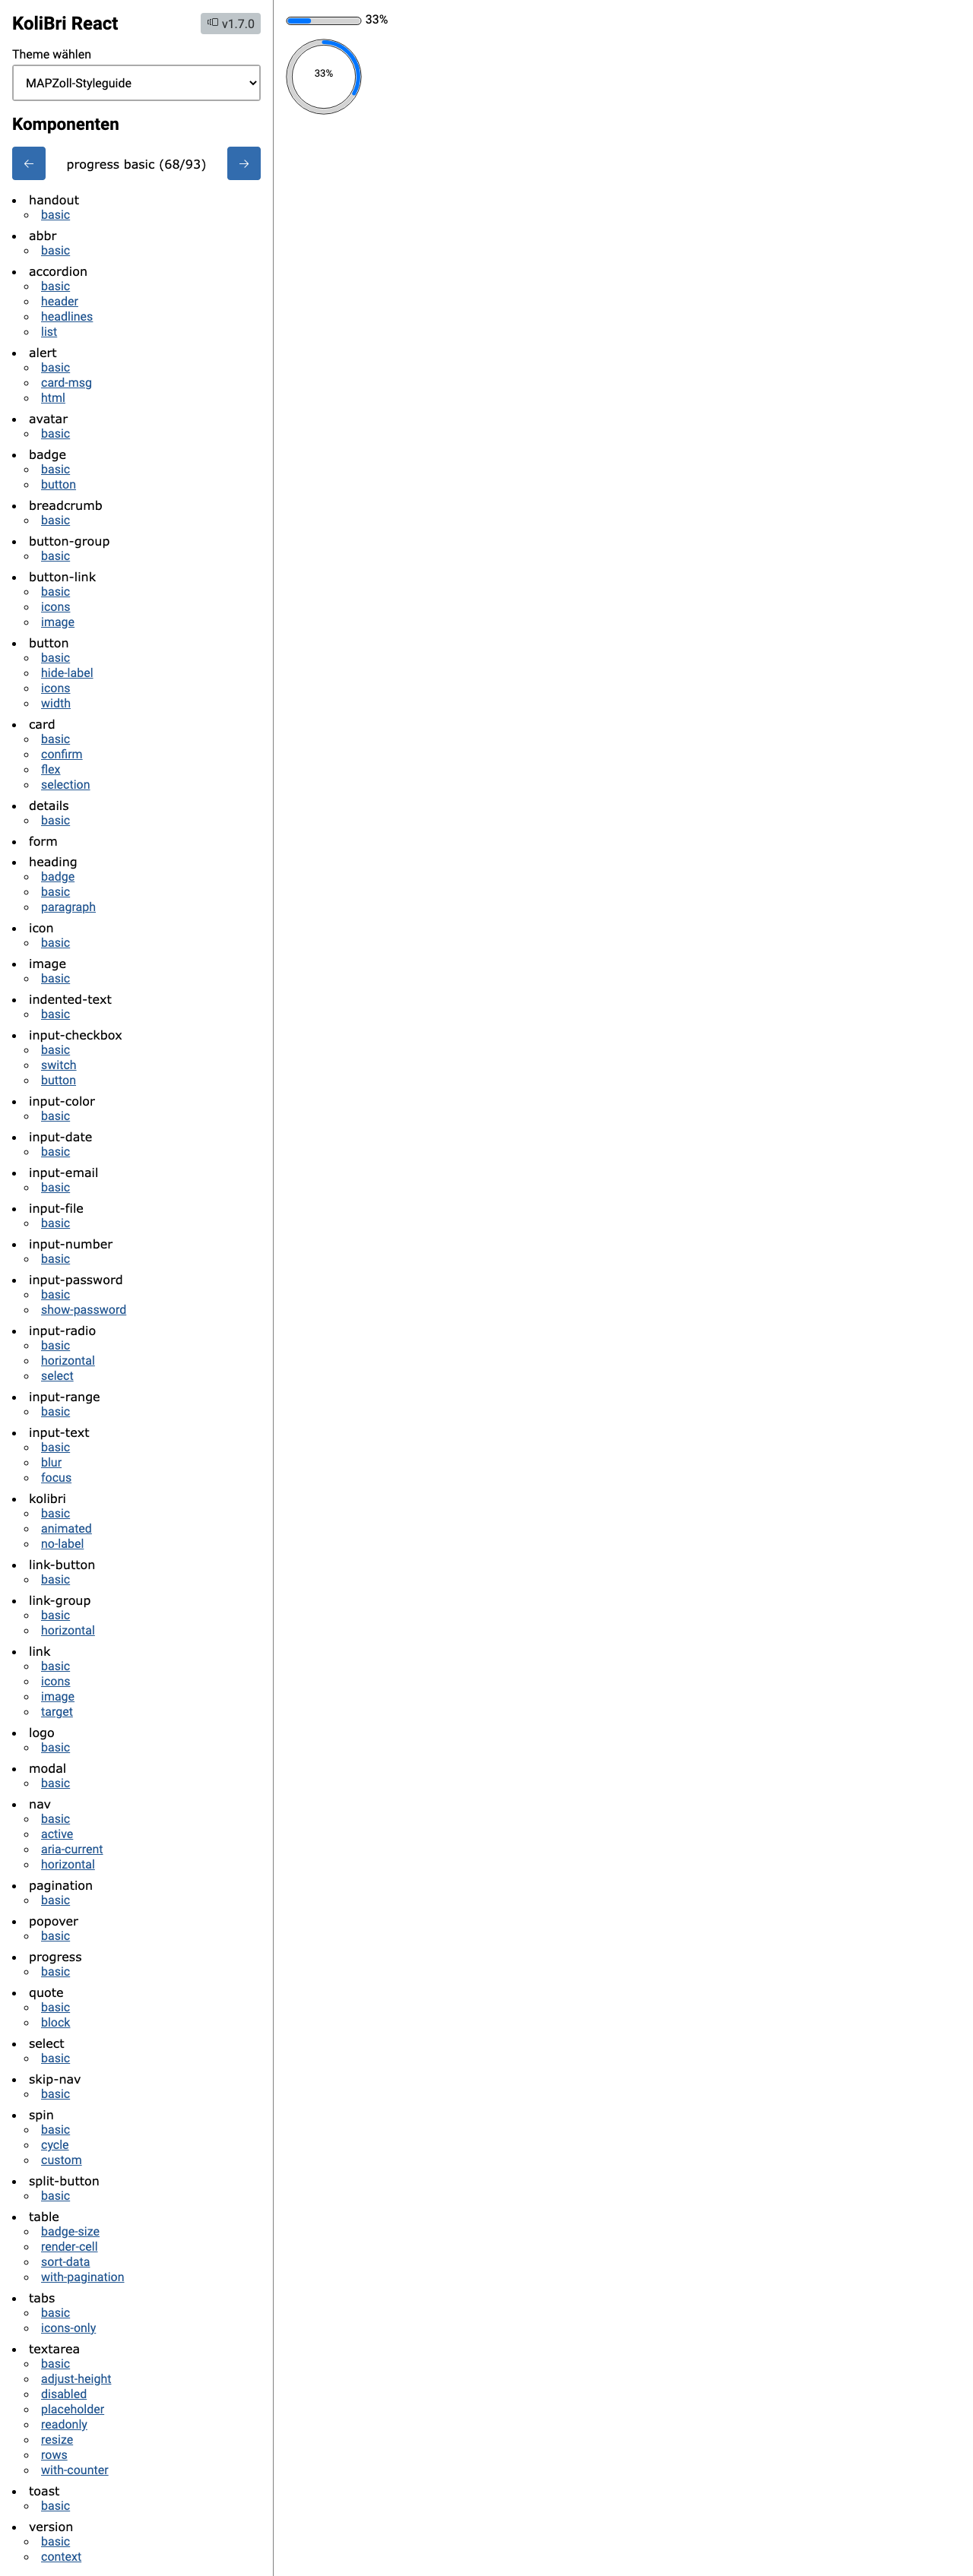 KoliBri React
v1.7.0
Theme wählen
MAPZoll-Styleguide
Komponenten
← progress basic (68/93) →
handout
basic
abbr
basic
accordion
basic
header
headlines
list
alert
basic
card-msg
html
avatar
basic
badge
basic
button
breadcrumb
basic
button-group
basic
button-link
basic
icons
image
button
basic
hide-label
icons
width
card
basic
confirm
flex
selection
details
basic
form
heading
badge
basic
paragraph
icon
basic
image
basic
indented-text
basic
input-checkbox
basic
switch
button
input-color
basic
input-date
basic
input-email
basic
input-file
basic
input-number
basic
input-password
basic
show-password
input-radio
basic
horizontal
select
input-range
basic
input-text
basic
blur
focus
kolibri
basic
animated
no-label
link-button
basic
link-group
basic
horizontal
link
basic
icons
image
target
logo
basic
modal
basic
nav
basic
active
aria-current
horizontal
pagination
basic
popover
basic
progress
basic
quote
basic
block
select
basic
skip-nav
basic
spin
basic
cycle
custom
split-button
basic
table
badge-size
render-cell
sort-data
with-pagination
tabs
basic
icons-only
textarea
basic
adjust-height
disabled
placeholder
readonly
resize
rows
with-counter
toast
basic
version
basic
context
33%
33%